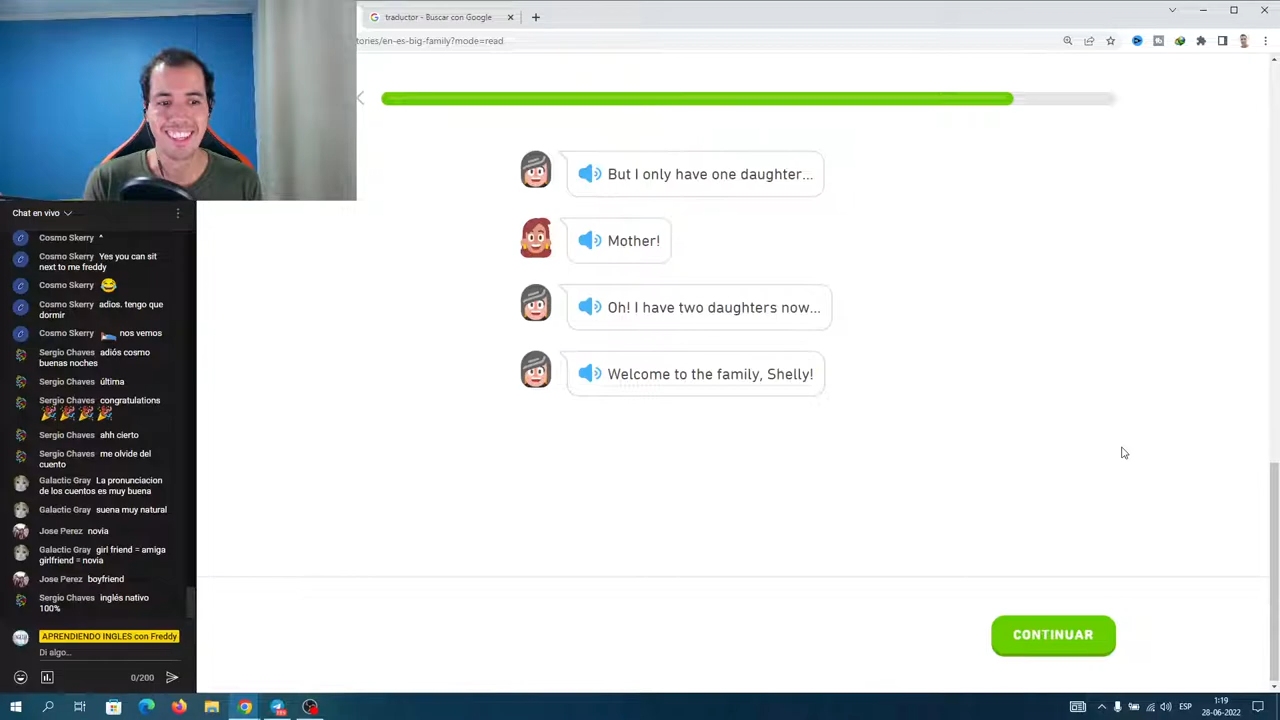 traductor - Buscar con Google
tories/en-es-big-family?mode=read
But I only have one daughter...
Mother!
Oh! I have two daughters now...
Welcome to the family, Shelly!
CONTINUAR
Chat en vivo
Cosmo Skerry ^
Cosmo Skerry Yes you can sit
next to me freddy
Cosmo Skerry 😂
Cosmo Skerry adios. tengo que
dormir
Cosmo Skerry 🛌 nos vemos
Sergio Chaves adiós cosmo
buenas noches
Sergio Chaves última
Sergio Chaves congratulations
🎉 🎉 🎉 🎉
Sergio Chaves ahh cierto
Sergio Chaves me olvide del
cuento
Galactic Gray La pronunciacion
de los cuentos es muy buena
Galactic Gray suena muy natural
Jose Perez novia
Galactic Gray girl friend = amiga
girlfriend = novia
Jose Perez boyfriend
Sergio Chaves inglés nativo
100%
APRENDIENDO INGLES con Freddy
Di algo...
0/200
ESP
1:19
28-06-2022